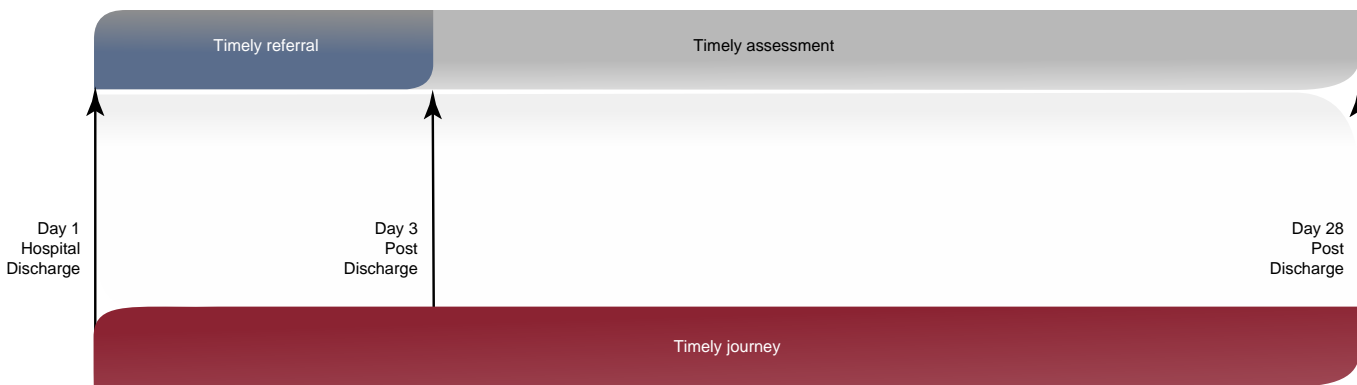 Timely referral
Timely assessment
Day 1
Hospital
Discharge
Day 3
Post
Discharge
Day 28
Post
Discharge
Timely journey